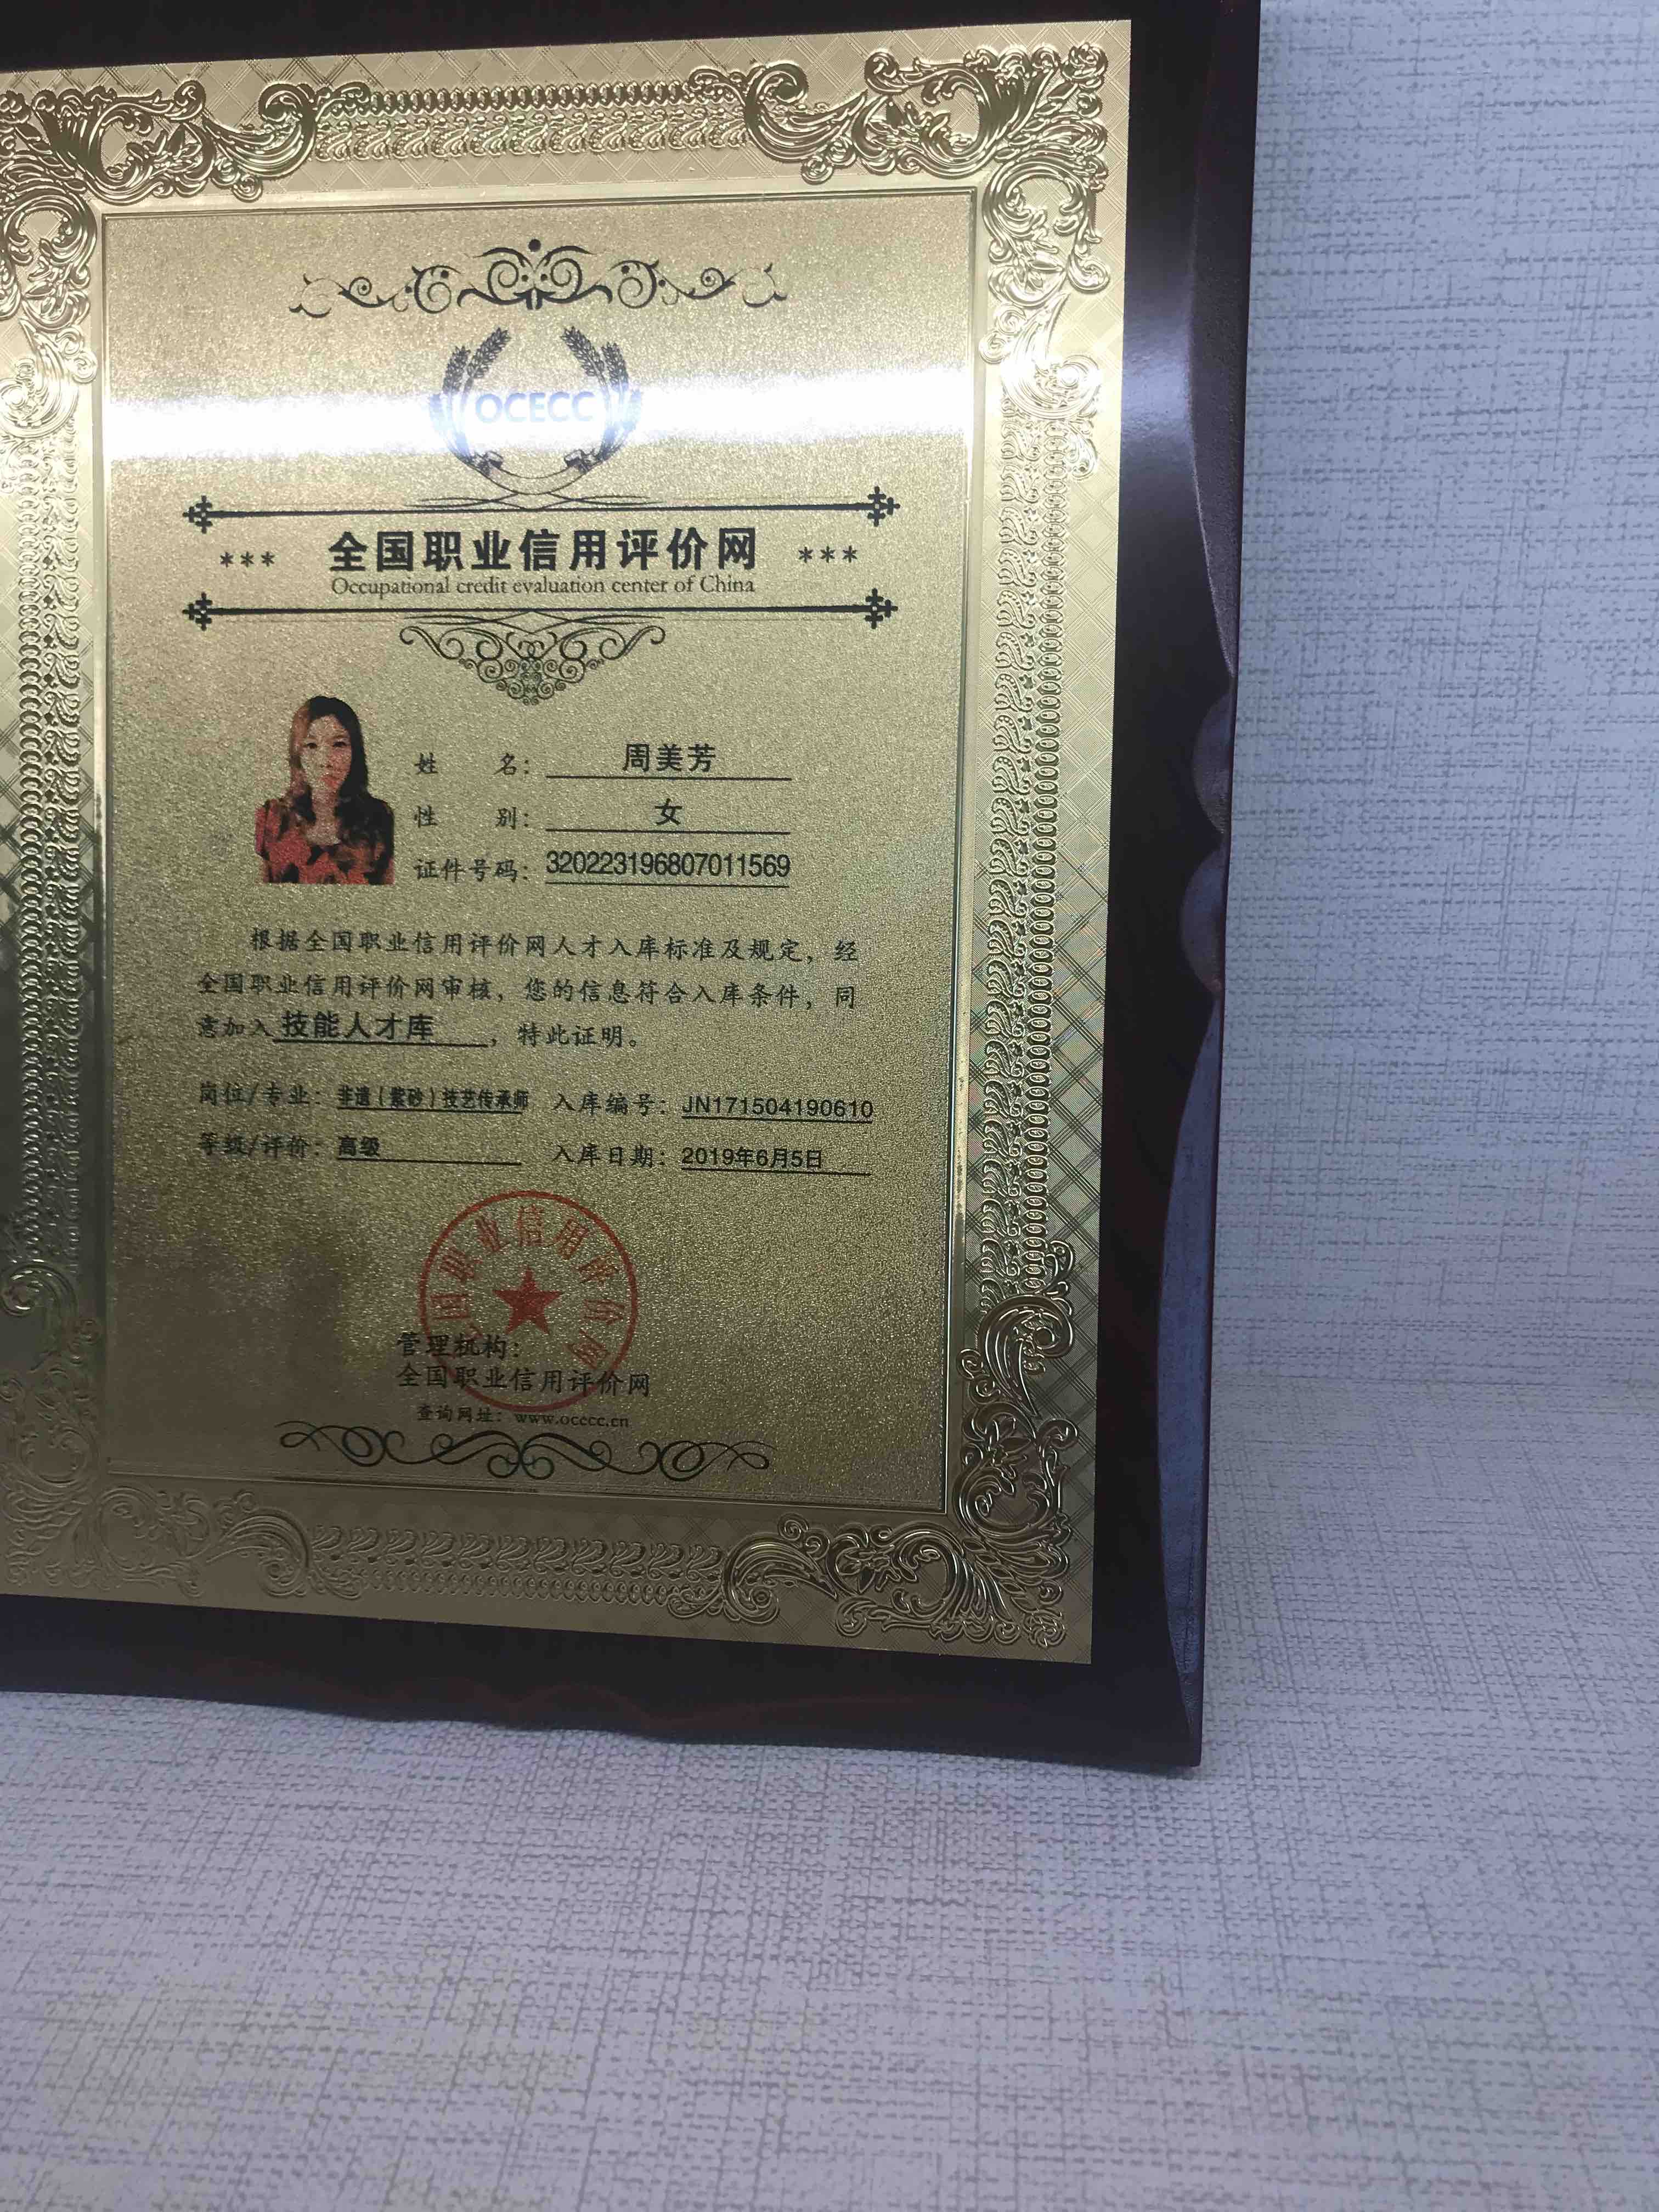 OCECC
*** 全国职业信用评价网 ***
Occupational credit evaluation center of China
姓 名: 周美芳
性 别: 女
证件号码: 320223196807011569
根据全国职业信用评价网人才入库标准及规定，经
全国职业信用评价网审核，您的信息符合入库条件，同
意加入 技能人才库 ，特此证明。
岗位/专业: 非遗(紫砂)技艺传承师 入库编号: JN171504190610
等级/评价: 高级 入库日期: 2019年6月5日
国职业信用评价网
管理机构:
全国职业信用评价网
查询网址: www.ocecc.cn